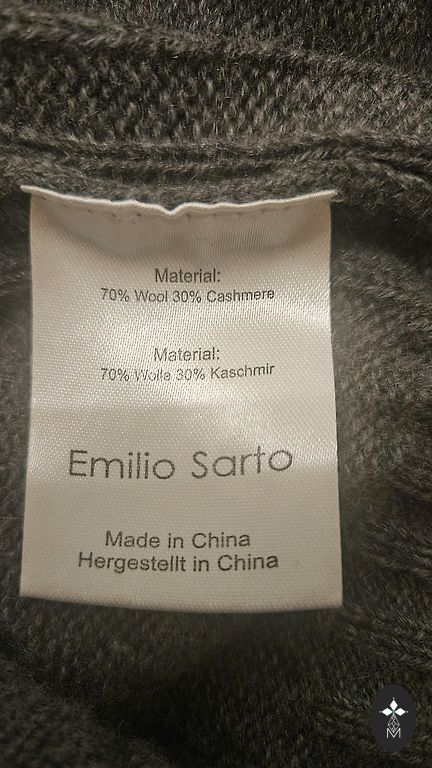 Material:
70% Wool 30% Cashmere
Material:
70% Wolle 30% Kaschmir
Emilio Sarto
Made in China
Hergestellt in China
M